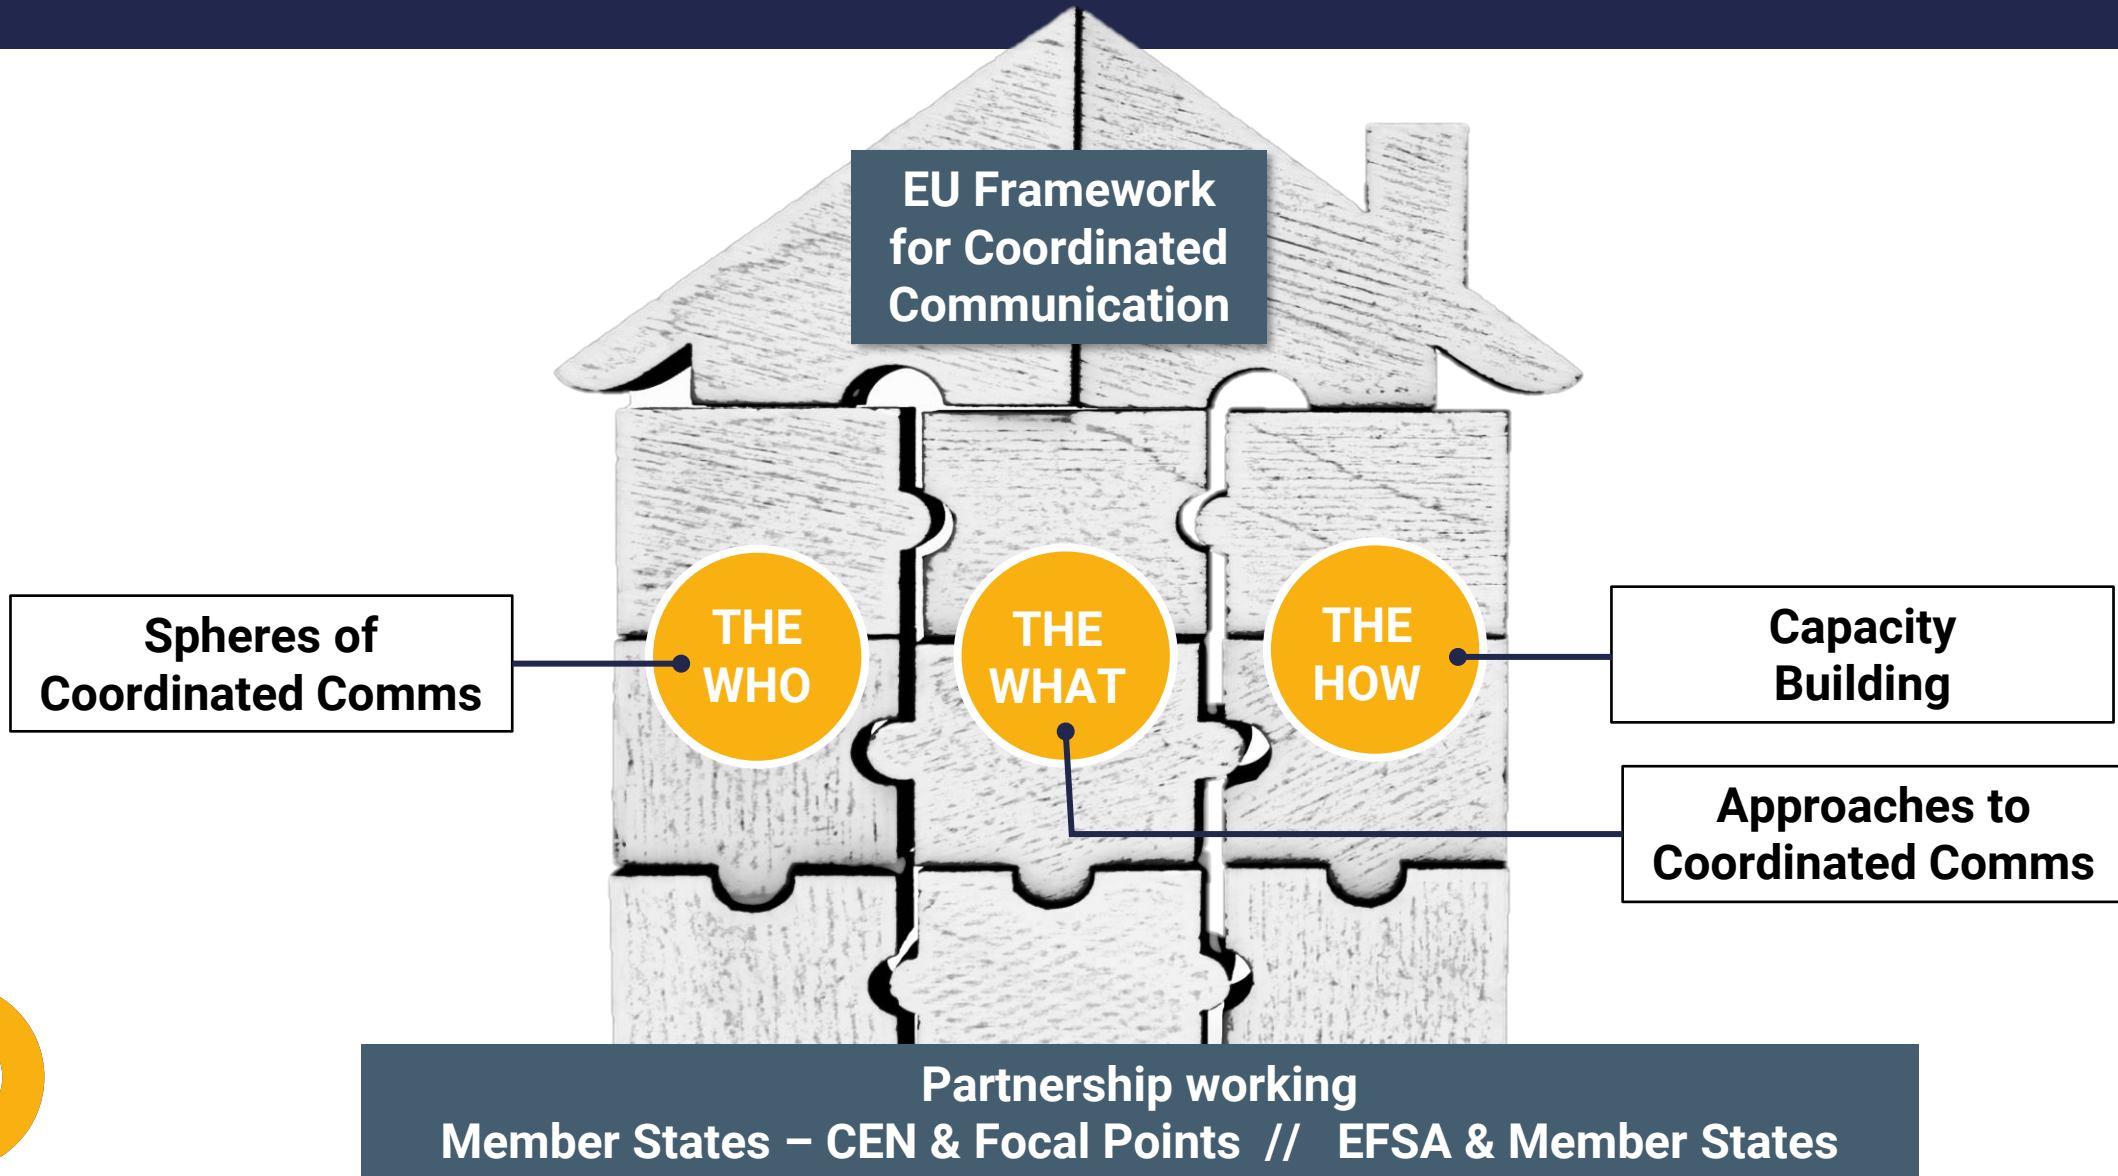 EU Framework
for Coordinated
Communication
Spheres of
Coordinated Comms
THE
WHO
THE
WHAT
THE
HOW
Capacity
Building
Approaches to
Coordinated Comms
Partnership working
Member States – CEN & Focal Points // EFSA & Member States